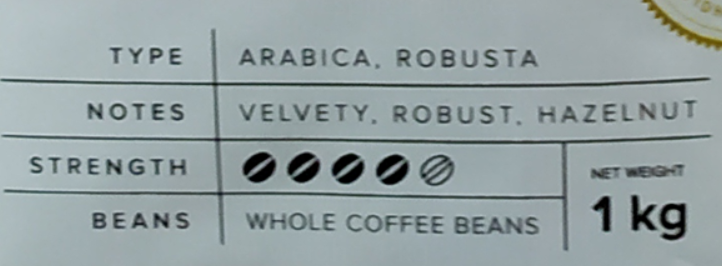 TYPE ARABICA, ROBUSTA
NOTES VELVETY, ROBUST, HAZELNUT
STRENGTH
NET WEIGHT
BEANS WHOLE COFFEE BEANS
1 kg